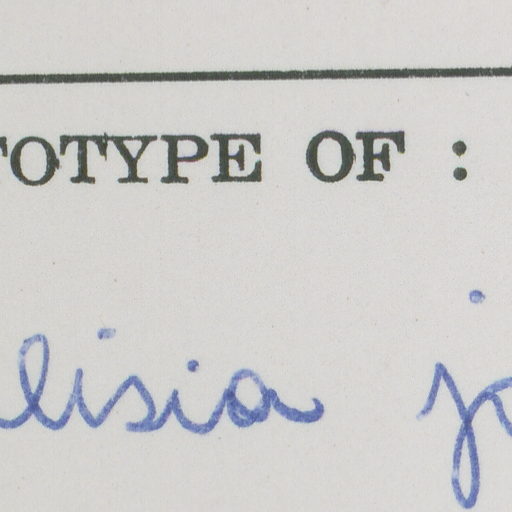 TOTYPE OF :
lisia j